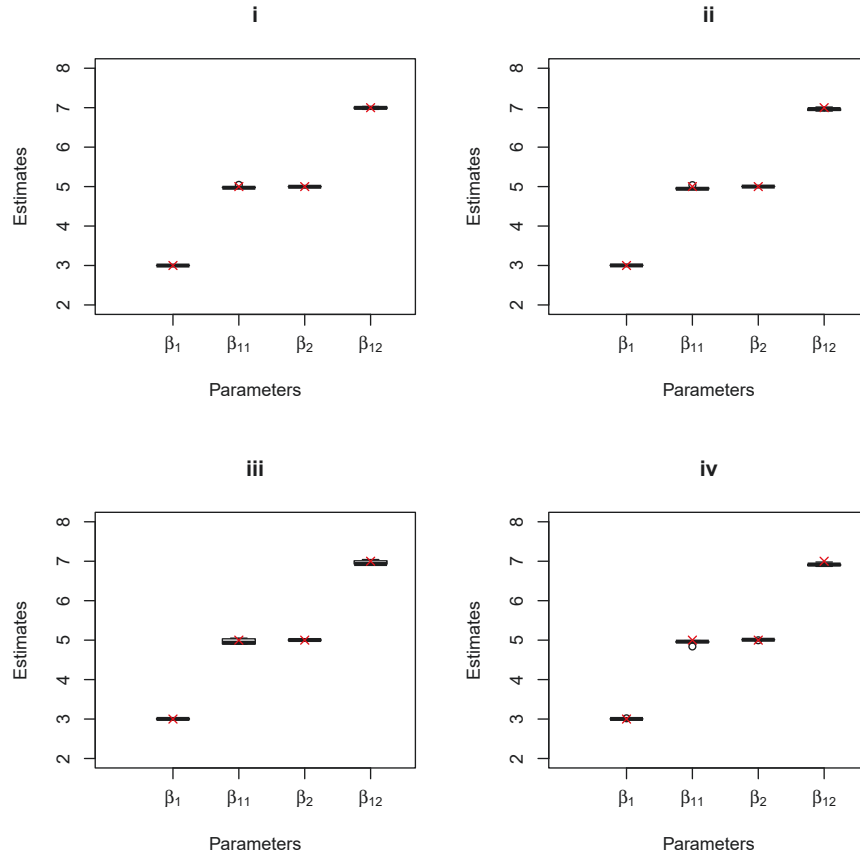 i
8
7
6
5
4
3
2
Estimates
β₁ β₁₁ β₂ β₁₂
Parameters
ii
8
7
6
5
4
3
2
Estimates
β₁ β₁₁ β₂ β₁₂
Parameters
iii
8
7
6
5
4
3
2
Estimates
β₁ β₁₁ β₂ β₁₂
Parameters
iv
8
7
6
5
4
3
2
Estimates
β₁ β₁₁ β₂ β₁₂
Parameters